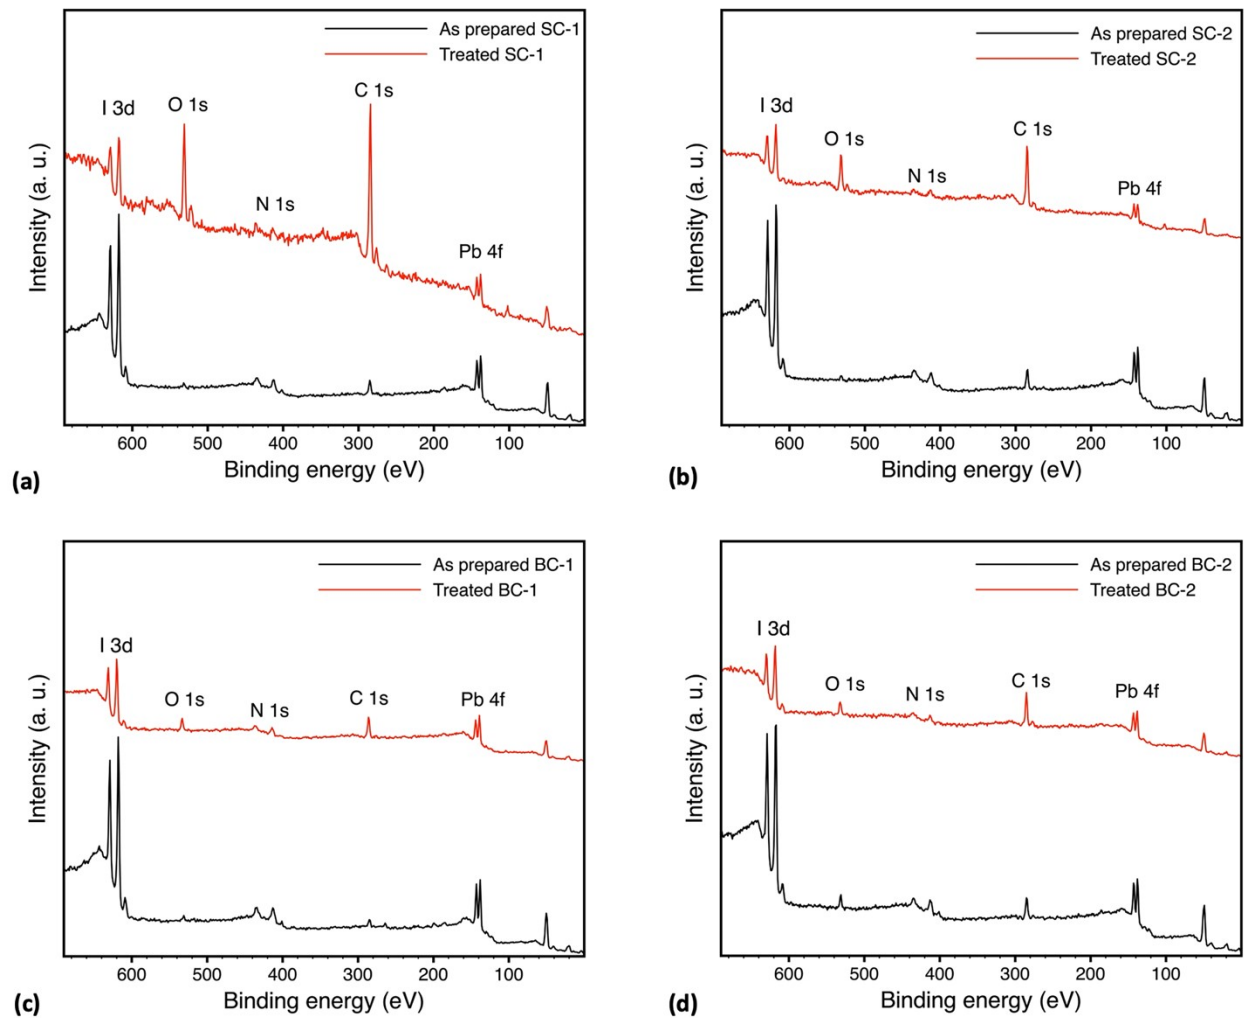 As prepared SC-1
Treated SC-1
I 3d
O 1s
N 1s
C 1s
Pb 4f
Intensity (a. u.)
600 500 400 300 200 100
Binding energy (eV)
(a)
As prepared SC-2
Treated SC-2
I 3d
O 1s
N 1s
C 1s
Pb 4f
Intensity (a. u.)
600 500 400 300 200 100
Binding energy (eV)
(b)
As prepared BC-1
Treated BC-1
I 3d
O 1s
N 1s
C 1s
Pb 4f
Intensity (a. u.)
600 500 400 300 200 100
Binding energy (eV)
(c)
As prepared BC-2
Treated BC-2
I 3d
O 1s
N 1s
C 1s
Pb 4f
Intensity (a. u.)
600 500 400 300 200 100
Binding energy (eV)
(d)